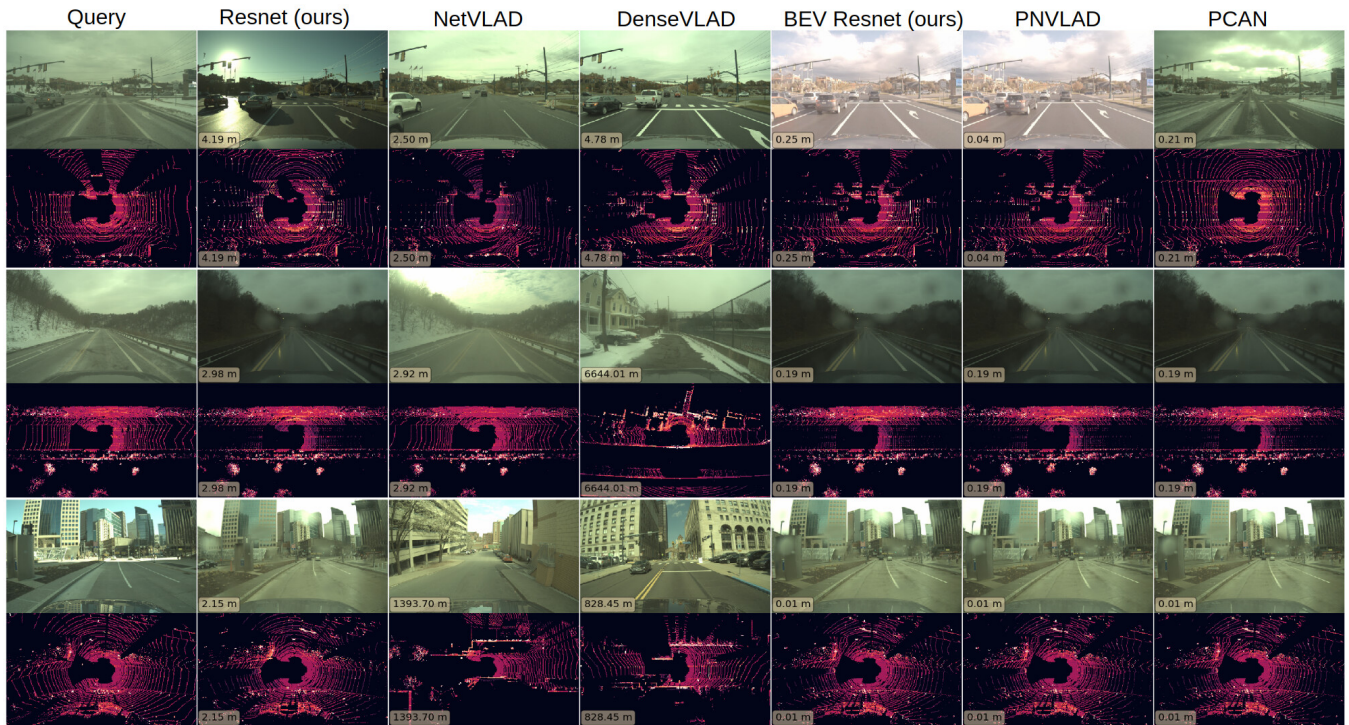 Query Resnet (ours) NetVLAD DenseVLAD BEV Resnet (ours) PNVLAD PCAN
4.19 m 2.50 m 4.78 m 0.25 m 0.04 m 0.21 m
4.19 m 2.50 m 4.78 m 0.25 m 0.04 m 0.21 m
2.98 m 2.92 m 6644.01 m 0.19 m 0.19 m 0.19 m
2.98 m 2.92 m 6644.01 m 0.19 m 0.19 m 0.19 m
2.15 m 1393.70 m 828.45 m 0.01 m 0.01 m 0.01 m
2.15 m 1393.70 m 828.45 m 0.01 m 0.01 m 0.01 m